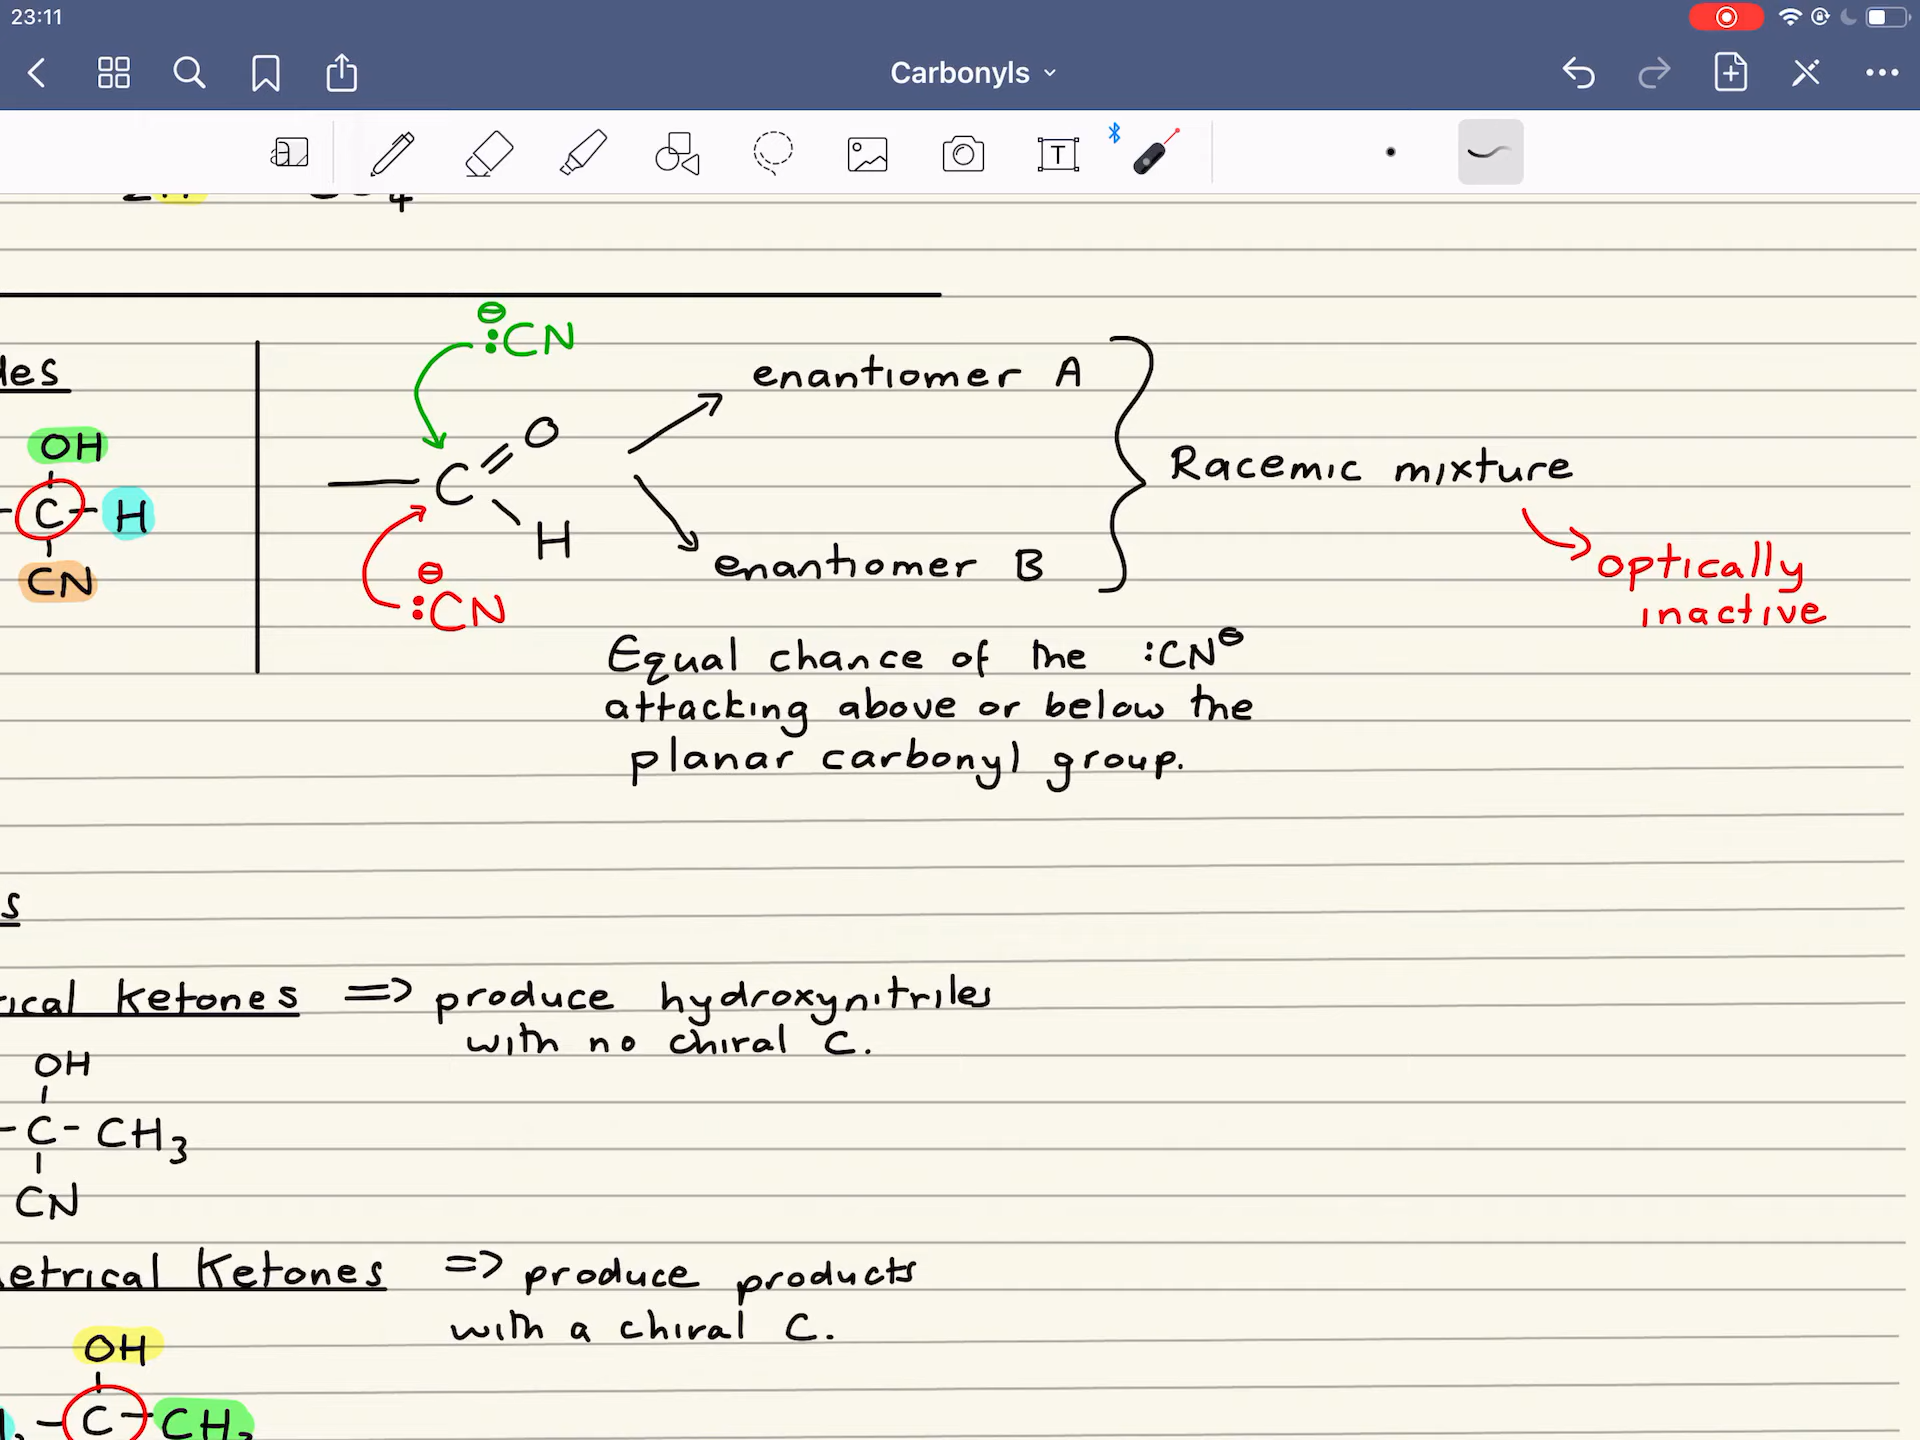 23:11
Carbonyls
T
:CN
enantiomer A
OH
O
C
Racemic mixture
C - H
H
enantiomer B
optically
inactive
CN
:CN
Equal chance of the :CN⊖
attacking above or below the
planar carbonyl group.
Ketones => produce hydroxynitriles
with no chiral C.
OH
- C - CH3
CN
Ketones => produce products
with a chiral C.
OH
- C - CH3